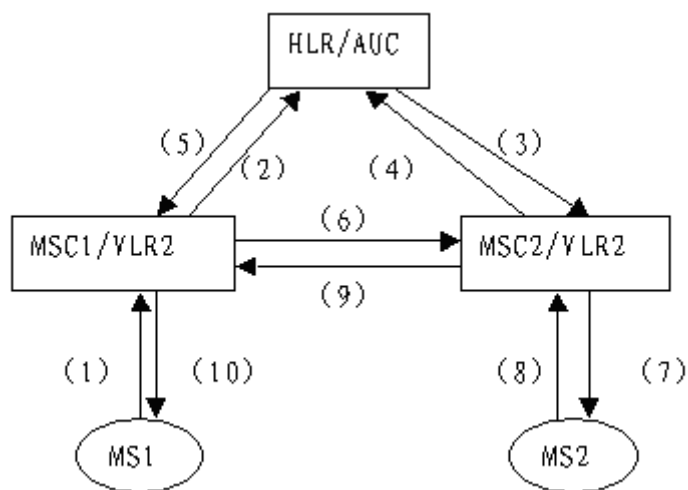 HLR/AUC
(5)
(2)
(4)
(3)
MSC1/VLR2
(6)
MSC2/VLR2
(9)
(1)
(10)
(8)
(7)
MS1
MS2